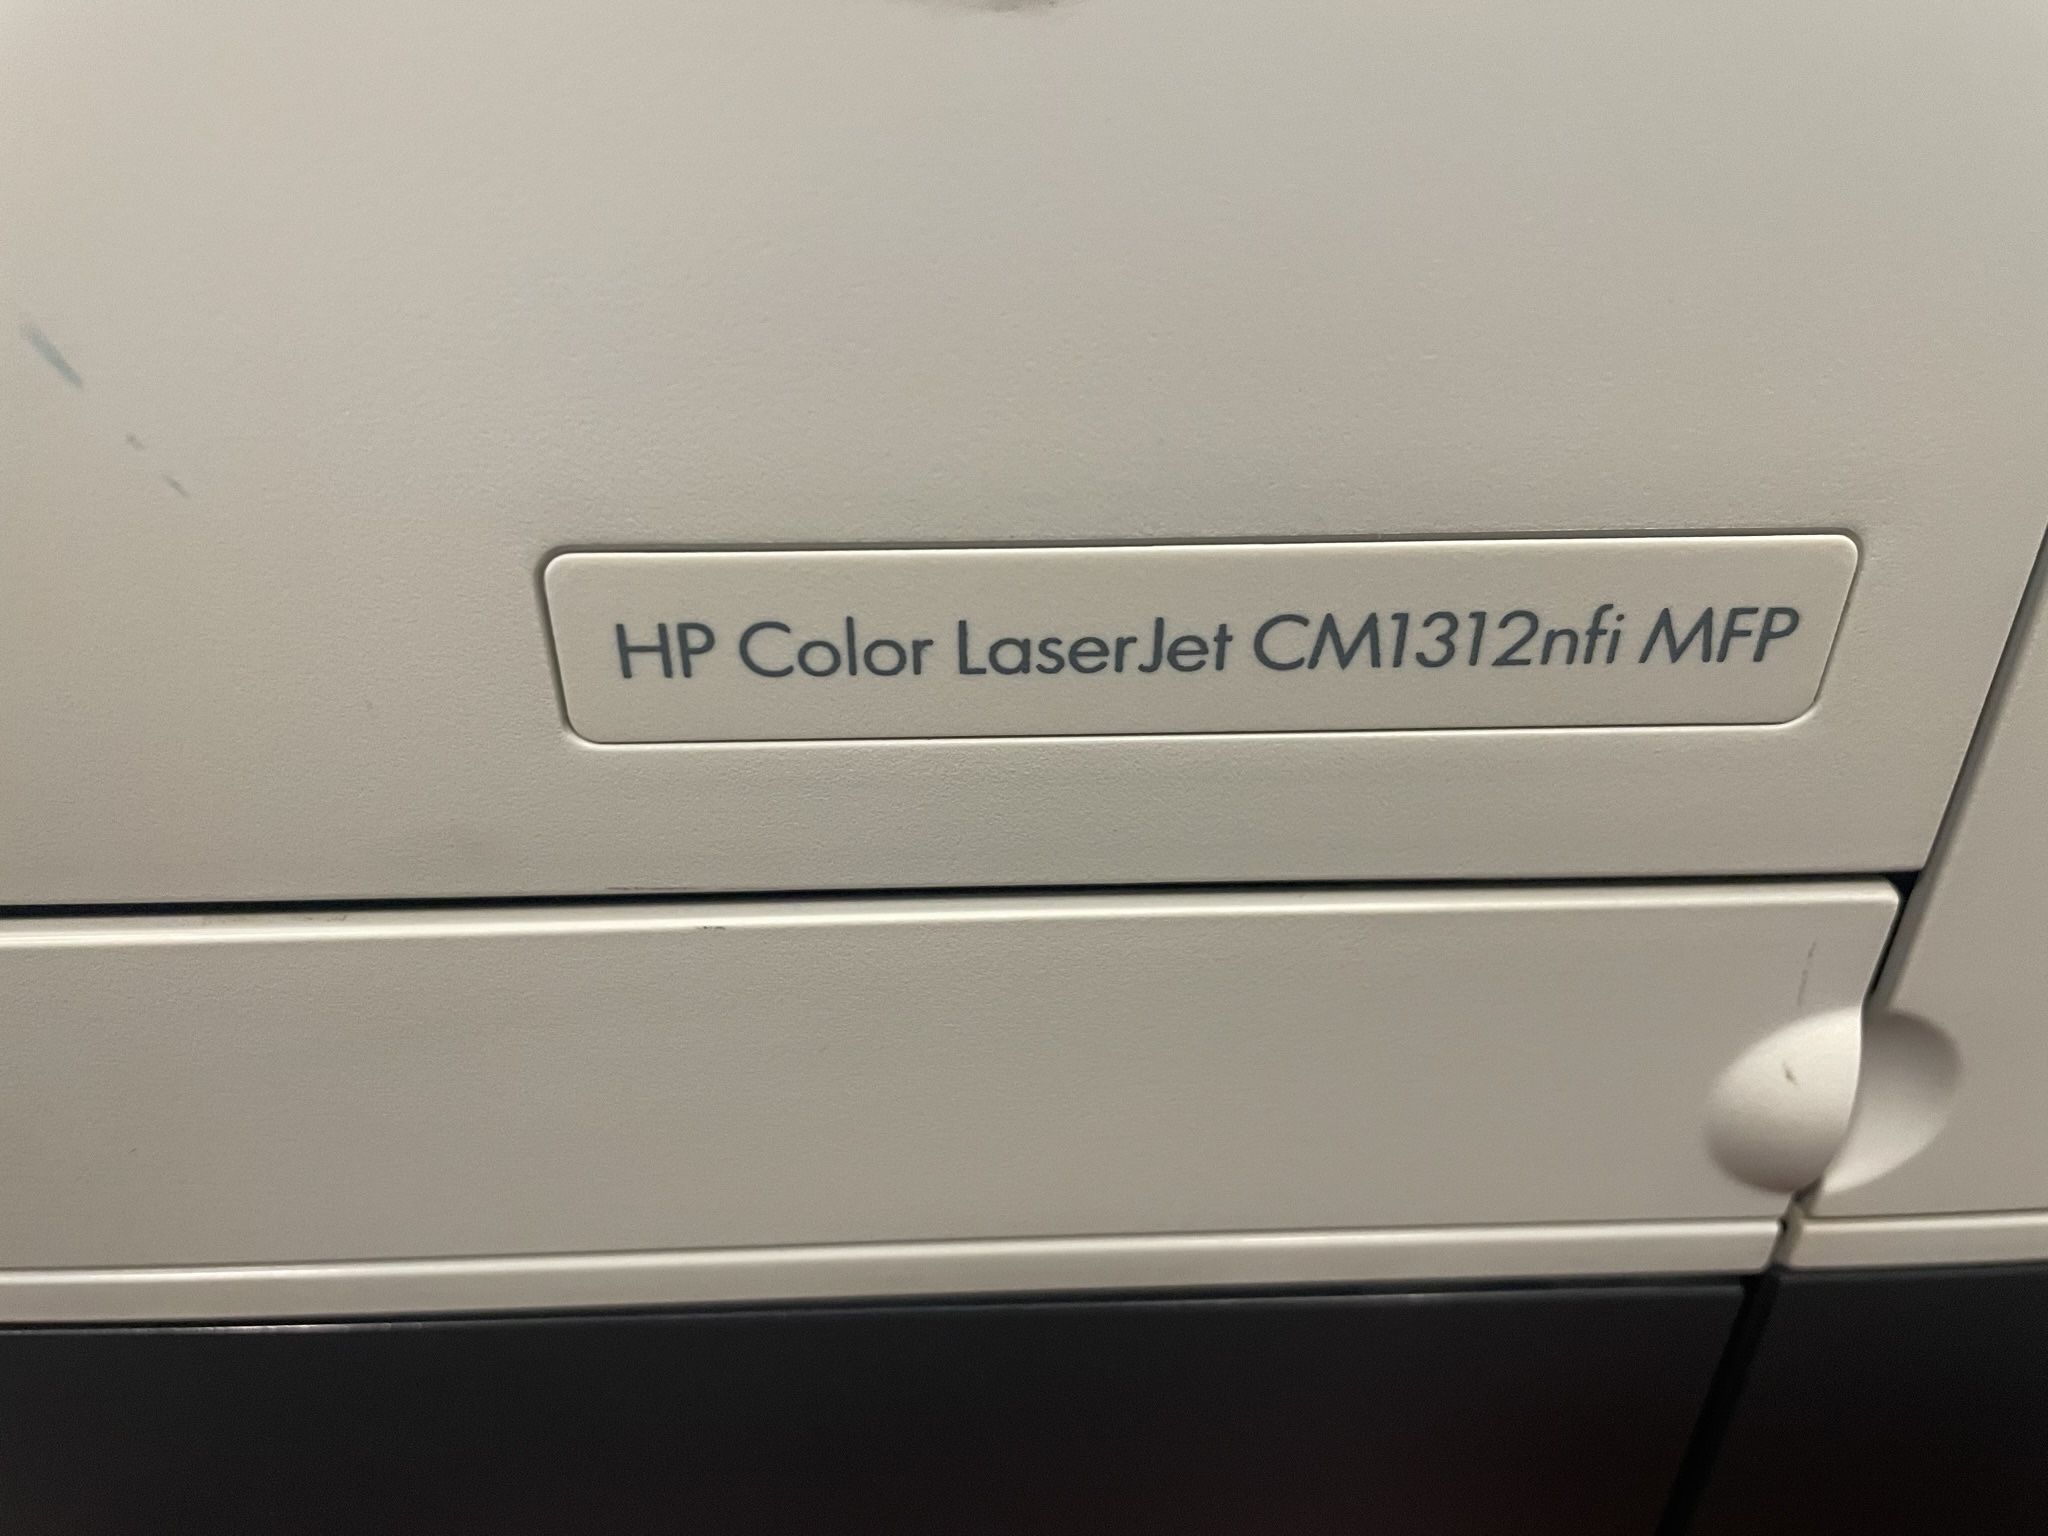 HP Color LaserJet CM1312nfi MFP